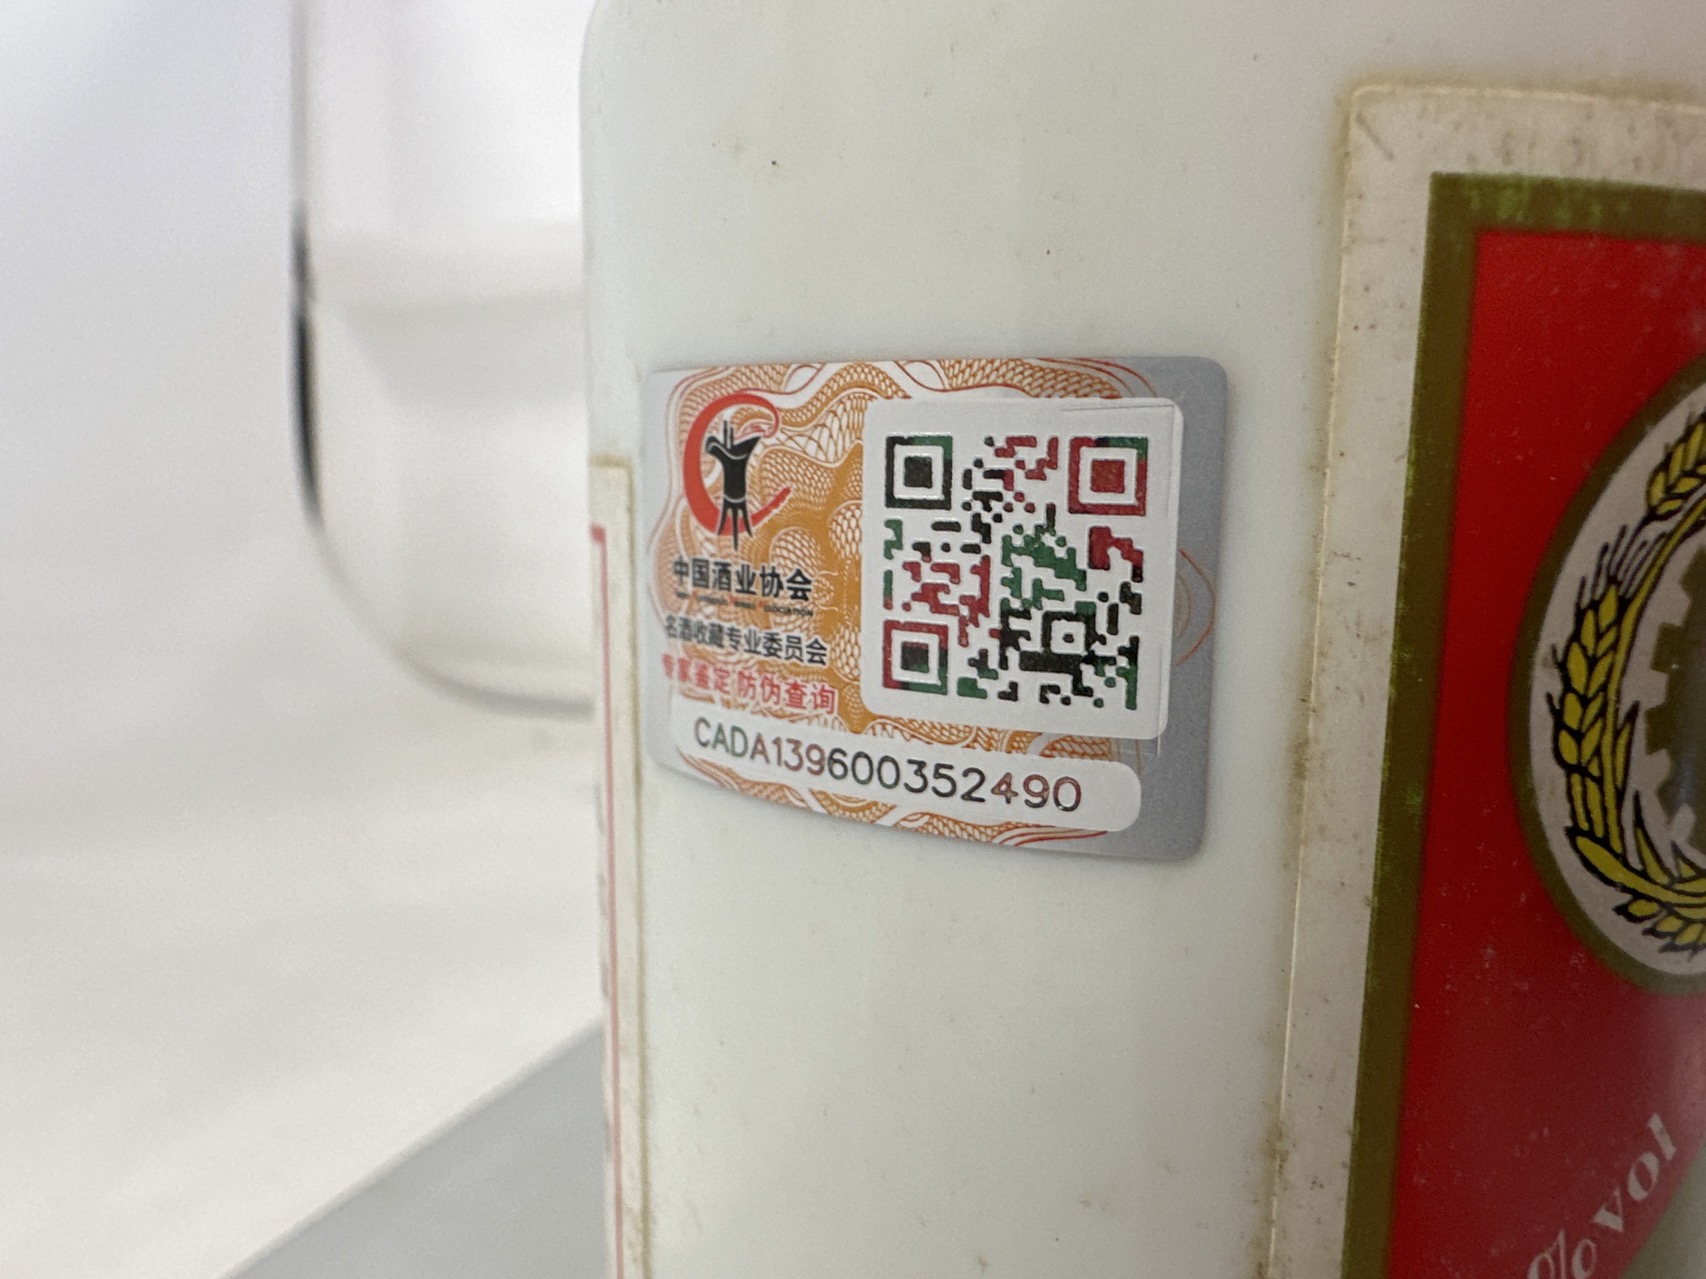 中国酒业协会
名酒收藏专业委员会
专家鉴定 防伪查询
CADA139600352490
% vol